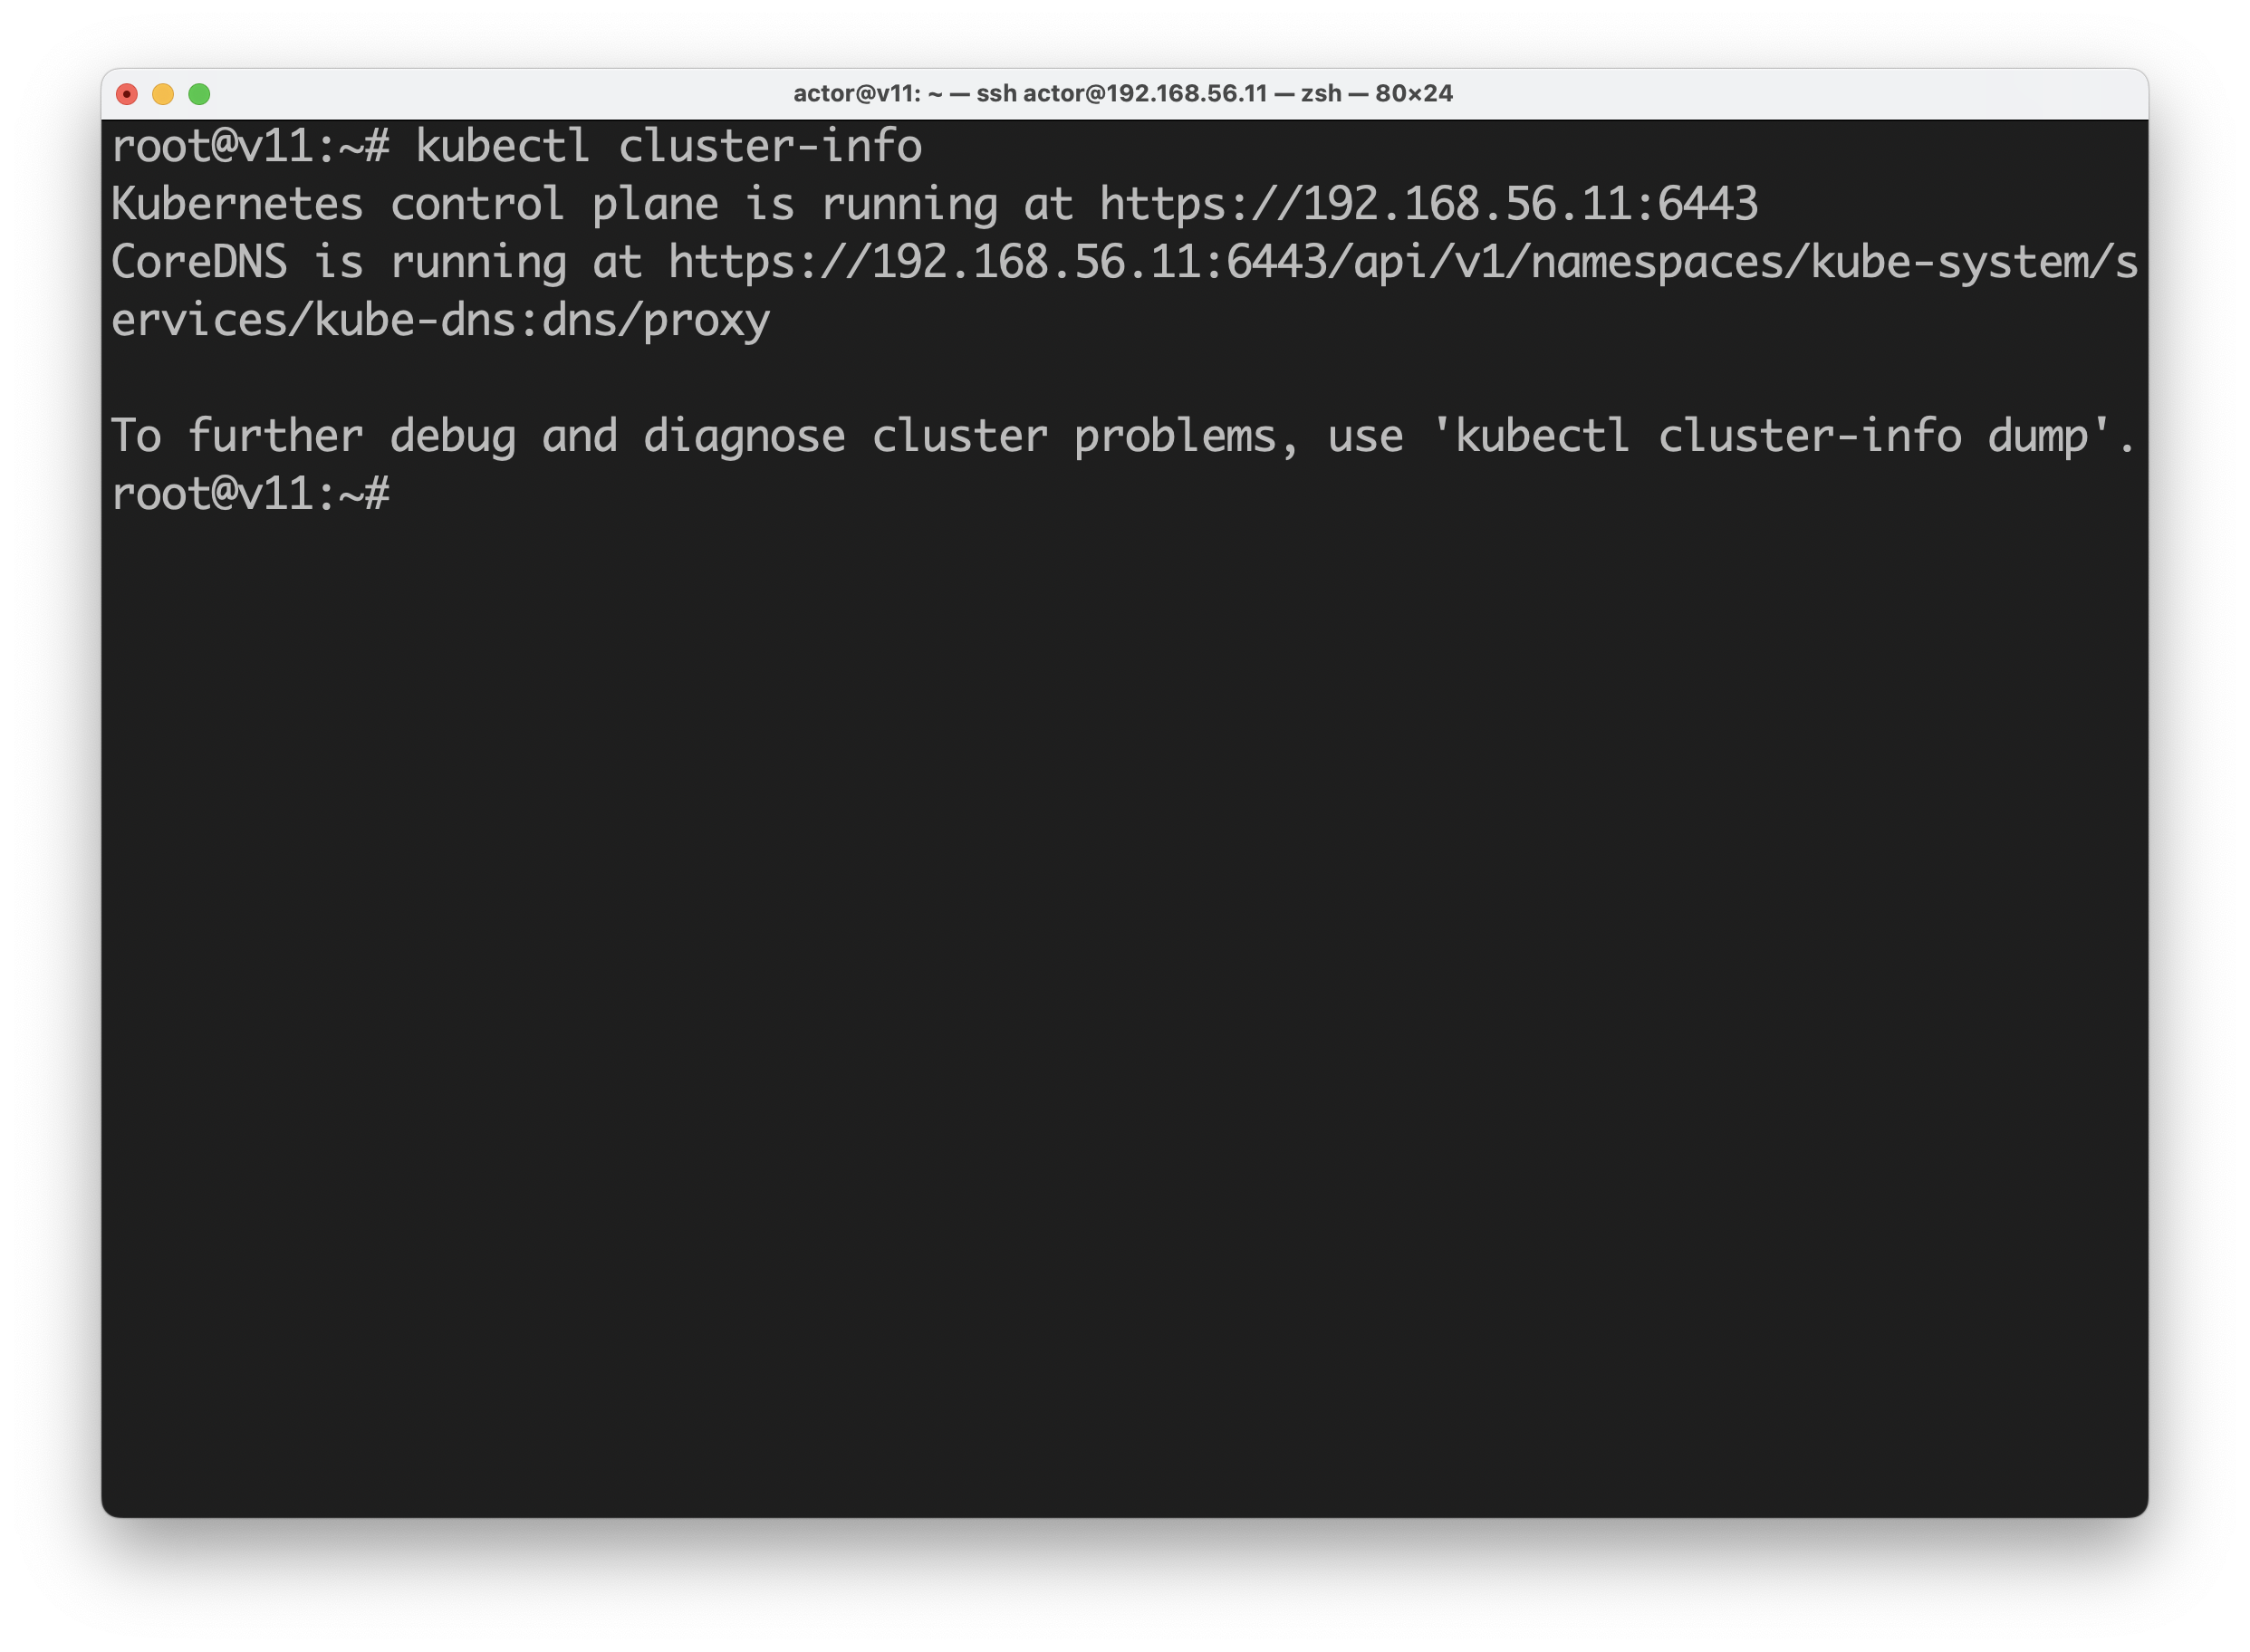 actor@v11: ~ — ssh actor@192.168.56.11 — zsh — 80×24
root@v11:~# kubectl cluster-info
Kubernetes control plane is running at https://192.168.56.11:6443
CoreDNS is running at https://192.168.56.11:6443/api/v1/namespaces/kube-system/s
ervices/kube-dns:dns/proxy
To further debug and diagnose cluster problems, use 'kubectl cluster-info dump'.
root@v11:~#